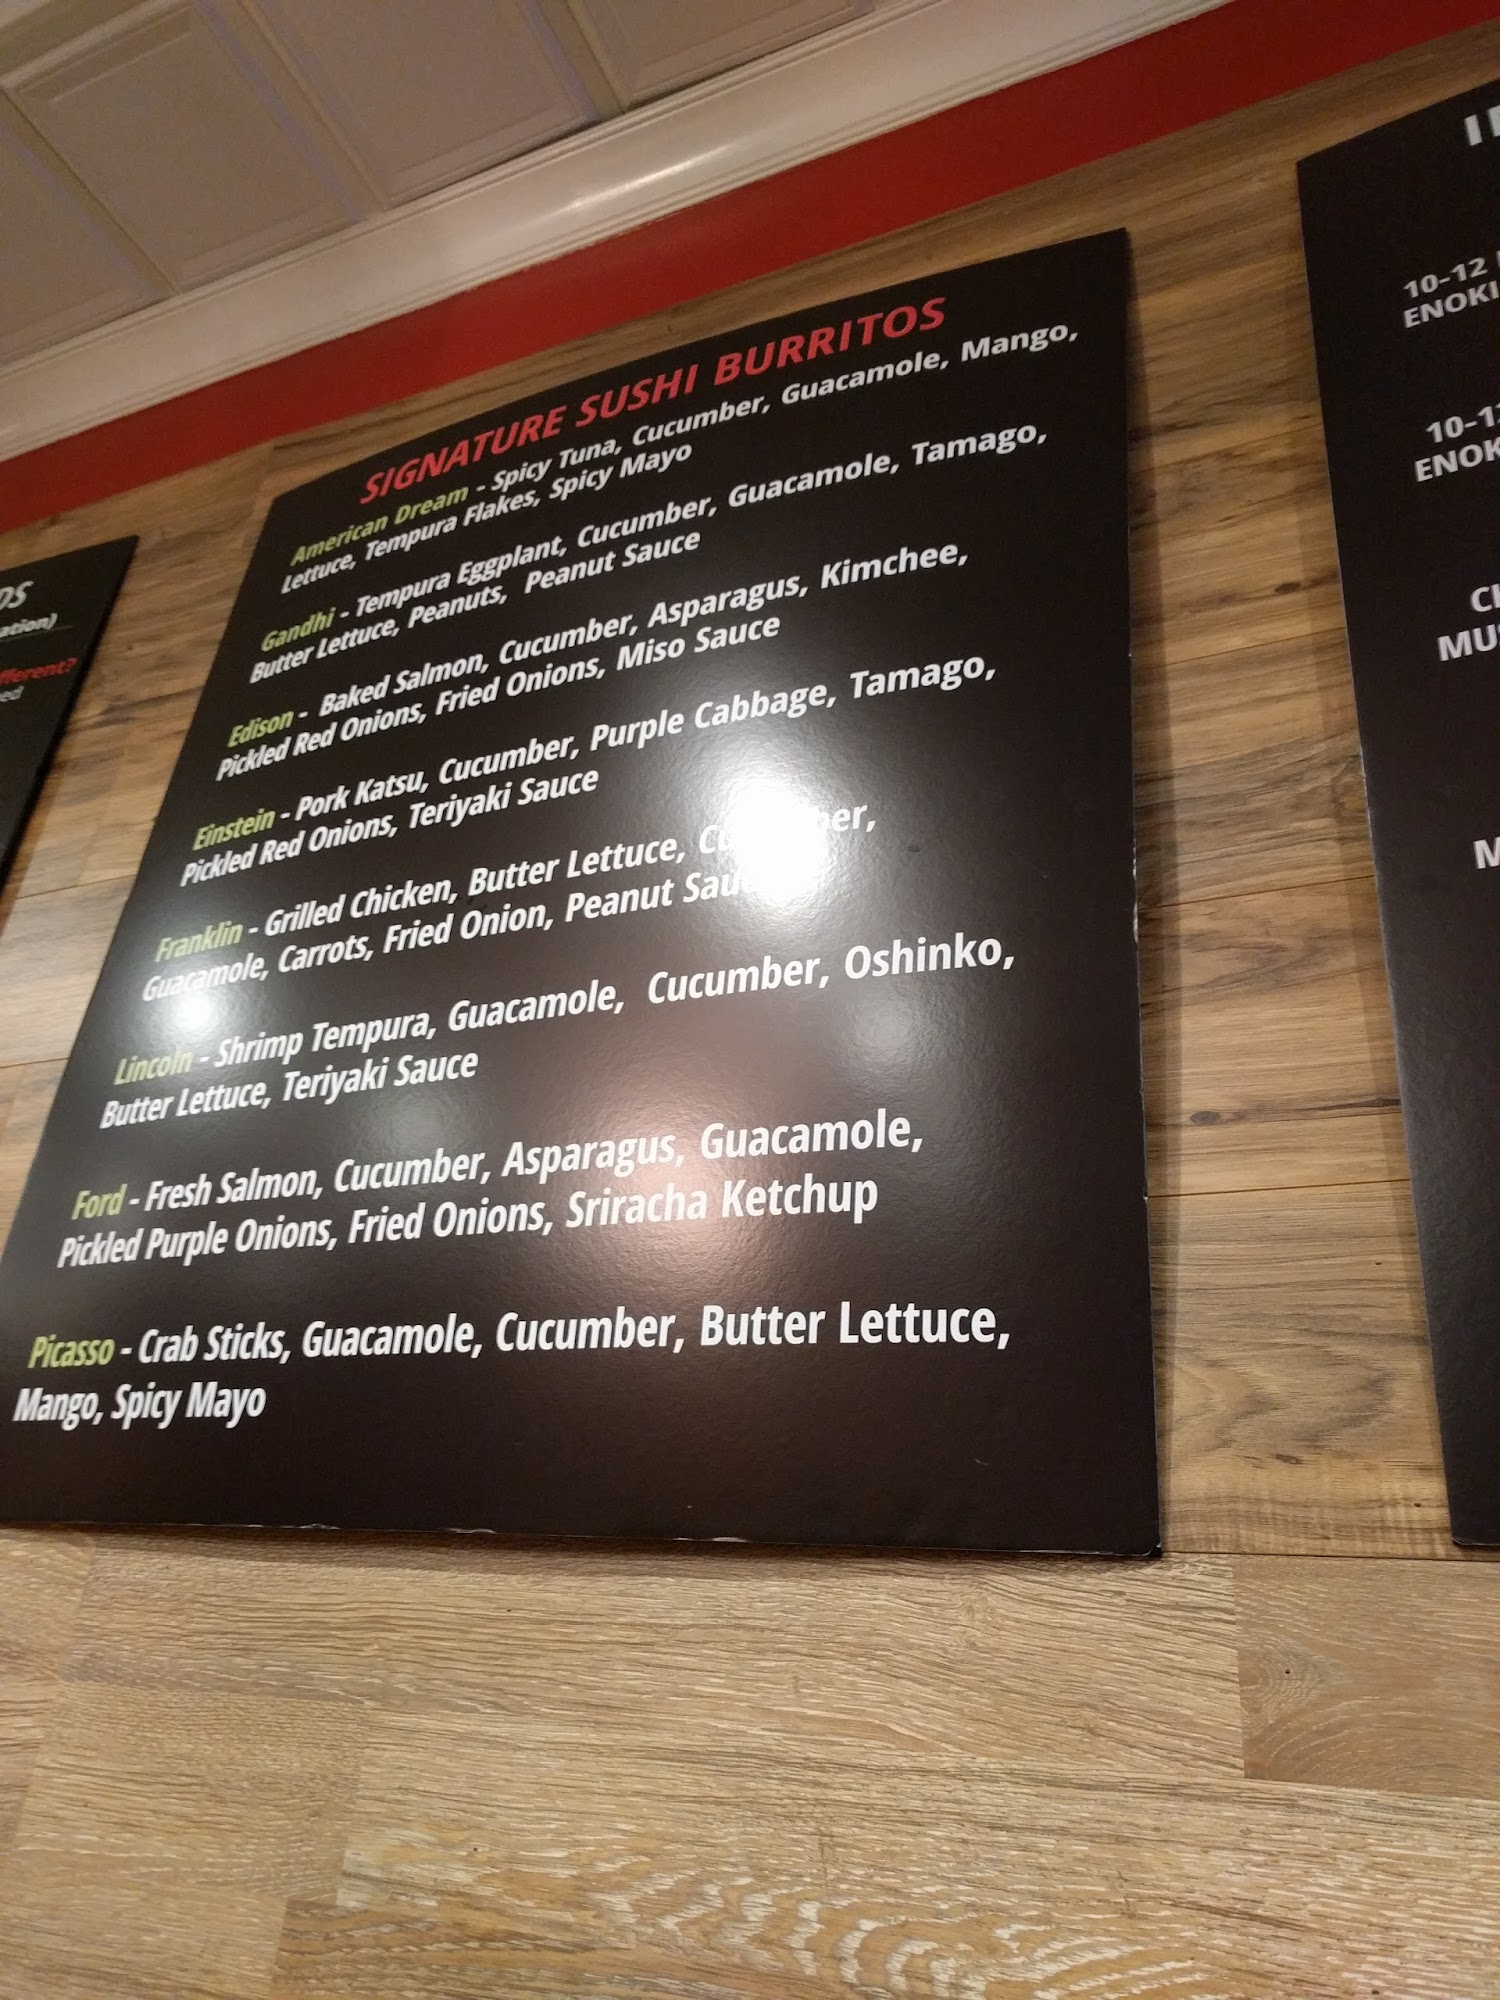 SIGNATURE SUSHI BURRITOS
American Dream - Spicy Tuna, Cucumber, Guacamole, Mango,
Lettuce, Tempura Flakes, Spicy Mayo
Gandhi - Tempura Eggplant, Cucumber, Guacamole, Tamago,
Butter Lettuce, Peanuts, Peanut Sauce
Edison - Baked Salmon, Cucumber, Asparagus, Kimchee,
Pickled Red Onions, Fried Onions, Miso Sauce
Einstein - Pork Katsu, Cucumber, Purple Cabbage, Tamago,
Pickled Red Onions, Teriyaki Sauce
Franklin - Grilled Chicken, Butter Lettuce, Cucumber,
Guacamole, Carrots, Fried Onion, Peanut Sauce
Lincoln - Shrimp Tempura, Guacamole, Cucumber, Oshinko,
Butter Lettuce, Teriyaki Sauce
Ford - Fresh Salmon, Cucumber, Asparagus, Guacamole,
Pickled Purple Onions, Fried Onions, Sriracha Ketchup
Picasso - Crab Sticks, Guacamole, Cucumber, Butter Lettuce,
Mango, Spicy Mayo
10-12
ENOKI